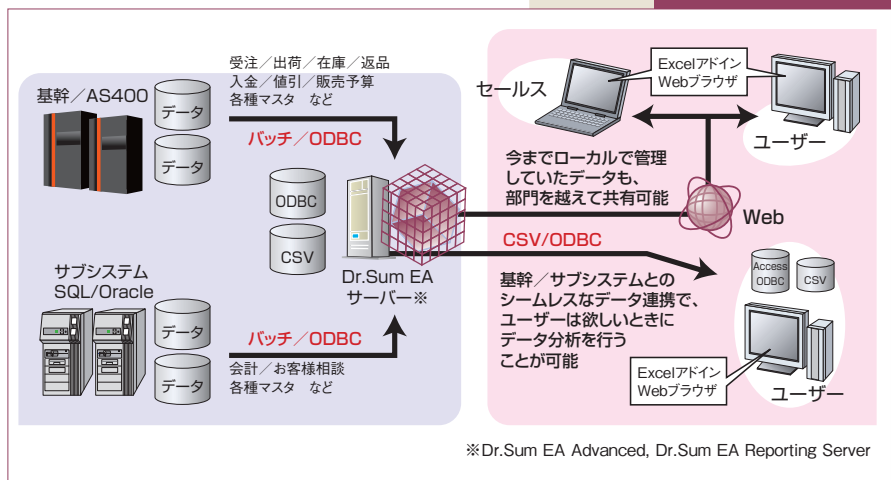 受注／出荷／在庫／返品
入金／値引／販売予算
各種マスタ　など
基幹／AS400
データ
データ
バッチ／ODBC
ODBC
CSV
Dr.Sum EA
サーバー※
サブシステム
SQL/Oracle
データ
データ
バッチ／ODBC
会計／お客様相談
各種マスタ　など
セールス
Excelアドイン
Webブラウザ
ユーザー
今までローカルで管理
していたデータも、
部門を越えて共有可能
Web
CSV/ODBC
基幹／サブシステムとの
シームレスなデータ連携で、
ユーザーは欲しいときに
データ分析を行う
ことが可能
Access
ODBC
CSV
Excelアドイン
Webブラウザ
ユーザー
※Dr.Sum EA Advanced, Dr.Sum EA Reporting Server